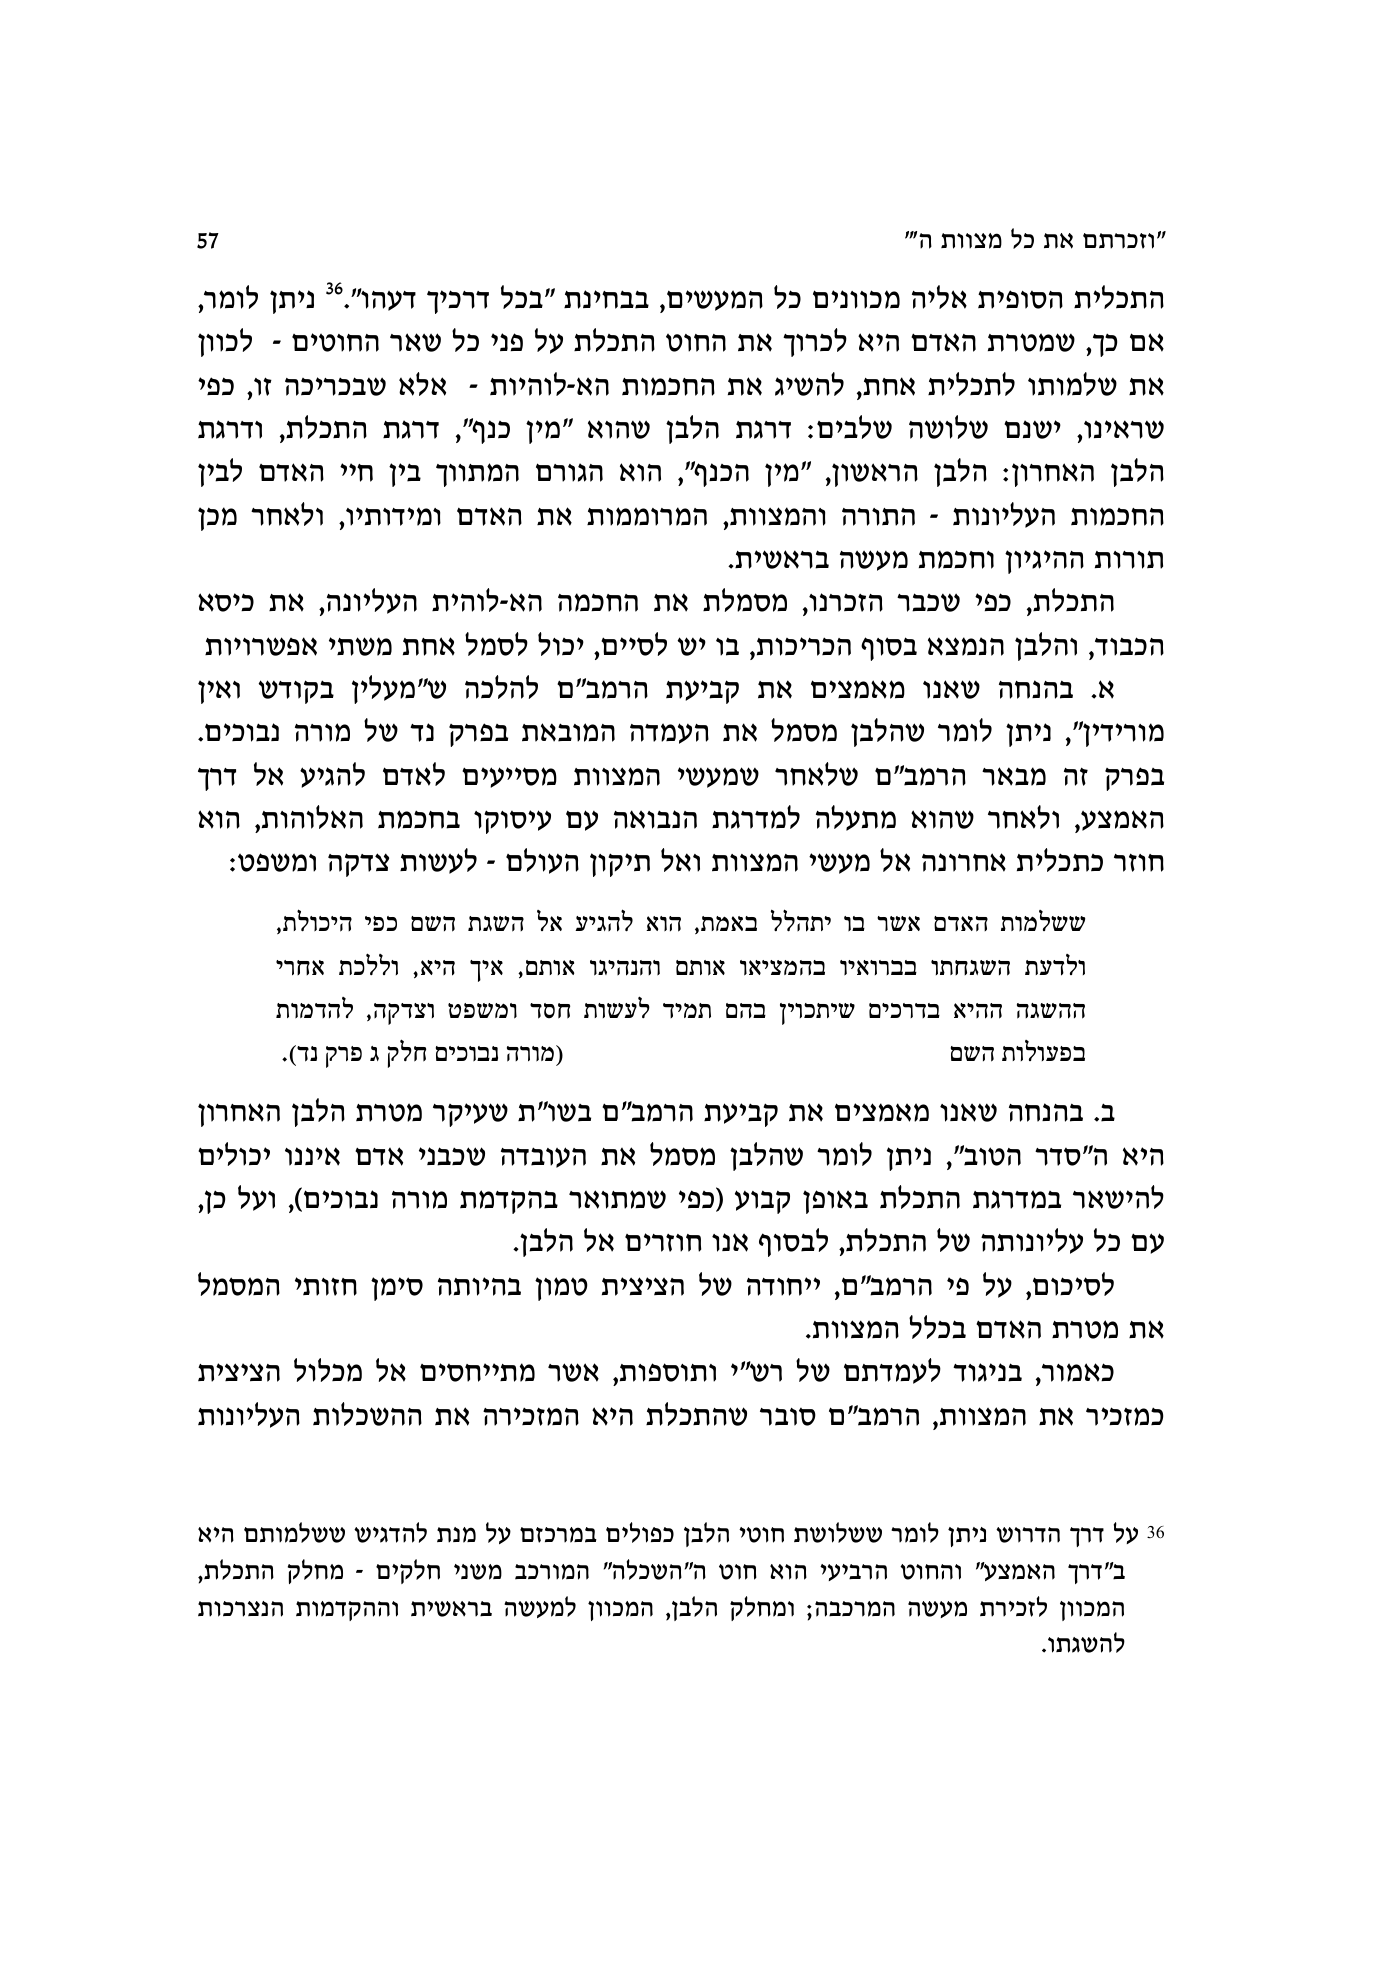 "וזכרתם את כל מצוות ה'" 57
התכלית הסופית אליה מכוונים כל המעשים, בבחינת "בכל דרכיך דעהו".36 ניתן לומר,
אם כך, שמטרת האדם היא לכרוך את החוט התכלת על פני כל שאר החוטים - לכוון
את שלמותו לתכלית אחת, להשיג את החכמות הא-לוהיות - אלא שבכריכה זו, כפי
שראינו, ישנם שלושה שלבים: דרגת הלבן שהוא "מין כנף", דרגת התכלת, ודרגת
הלבן האחרון: הלבן הראשון, "מין הכנף", הוא הגורם המתווך בין חיי האדם לבין
החכמות העליונות - התורה והמצוות, המרוממות את האדם ומידותיו, ולאחר מכן
תורות ההיגיון וחכמת מעשה בראשית.
התכלת, כפי שכבר הזכרנו, מסמלת את החכמה הא-לוהית העליונה, את כיסא
הכבוד, והלבן הנמצא בסוף הכריכות, בו יש לסיים, יכול לסמל אחת משתי אפשרויות
א. בהנחה שאנו מאמצים את קביעת הרמב"ם להלכה ש"מעלין בקודש ואין
מורידין", ניתן לומר שהלבן מסמל את העמדה המובאת בפרק נד של מורה נבוכים.
בפרק זה מבאר הרמב"ם שלאחר שמעשי המצוות מסייעים לאדם להגיע אל דרך
האמצע, ולאחר שהוא מתעלה למדרגת הנבואה עם עיסוקו בחכמת האלוהות, הוא
חוזר כתכלית אחרונה אל מעשי המצוות ואל תיקון העולם - לעשות צדקה ומשפט:
ששלמות האדם אשר בו יתהלל באמת, הוא להגיע אל השגת השם כפי היכולת,
ולדעת השגחתו בברואיו בהמציאו אותם והנהיגו אותם, איך היא, וללכת אחרי
ההשגה ההיא בדרכים שיתכוין בהם תמיד לעשות חסד ומשפט וצדקה, להדמות
בפעולות השם (מורה נבוכים חלק ג פרק נד).
ב. בהנחה שאנו מאמצים את קביעת הרמב"ם בשו"ת שעיקר מטרת הלבן האחרון
היא ה"סדר הטוב", ניתן לומר שהלבן מסמל את העובדה שכבני אדם איננו יכולים
להישאר במדרגת התכלת באופן קבוע (כפי שמתואר בהקדמת מורה נבוכים), ועל כן,
עם כל עליונותה של התכלת, לבסוף אנו חוזרים אל הלבן.
לסיכום, על פי הרמב"ם, ייחודה של הציצית טמון בהיותה סימן חזותי המסמל
את מטרת האדם בכלל המצוות.
כאמור, בניגוד לעמדתם של רש"י ותוספות, אשר מתייחסים אל מכלול הציצית
כמזכיר את המצוות, הרמב"ם סובר שהתכלת היא המזכירה את ההשכלות העליונות
36 על דרך הדרוש ניתן לומר ששלושת חוטי הלבן כפולים במרכזם על מנת להדגיש ששלמותם היא
ב"דרך האמצע" והחוט הרביעי הוא חוט ה"השכלה" המורכב משני חלקים - מחלק התכלת,
המכוון לזכירת מעשה המרכבה; ומחלק הלבן, המכוון למעשה בראשית וההקדמות הנצרכות
להשגתו.